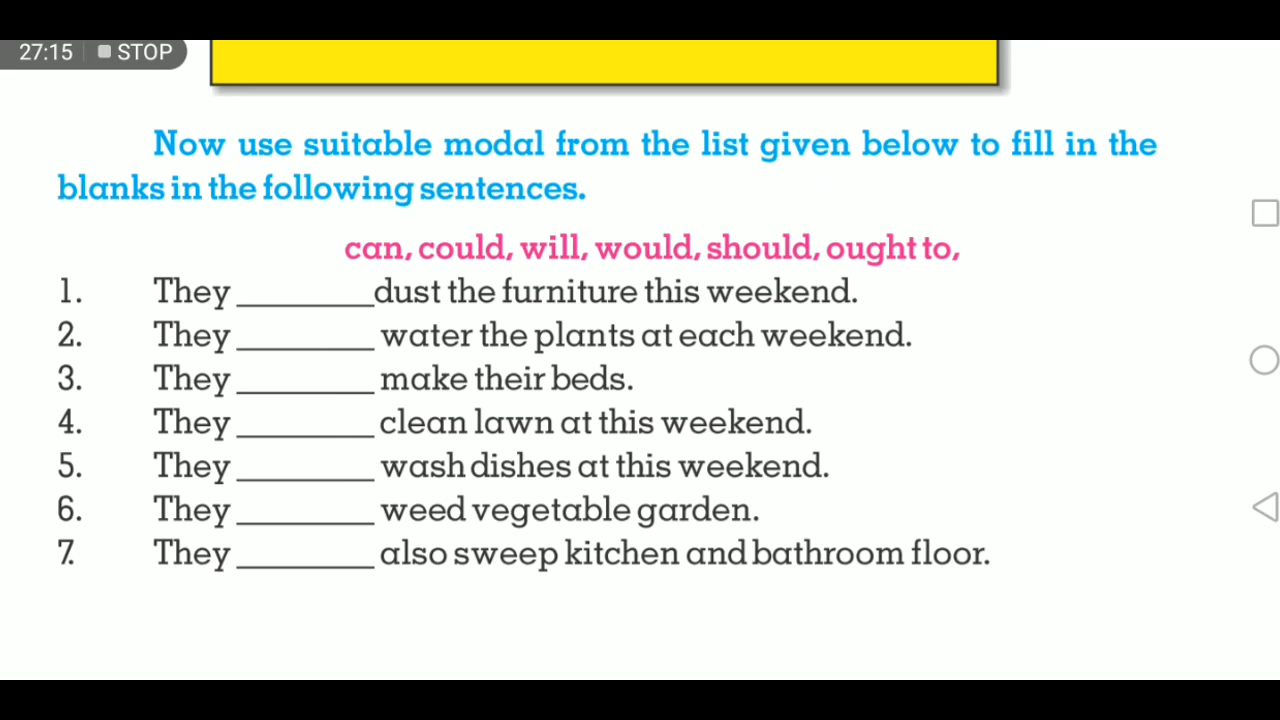 27:15 STOP
Now use suitable modal from the list given below to fill in the
blanks in the following sentences.
can, could, will, would, should, ought to,
1. They ________dust the furniture this weekend.
2. They ________ water the plants at each weekend.
3. They ________ make their beds.
4. They ________ clean lawn at this weekend.
5. They ________ wash dishes at this weekend.
6. They ________ weed vegetable garden.
7. They ________ also sweep kitchen and bathroom floor.